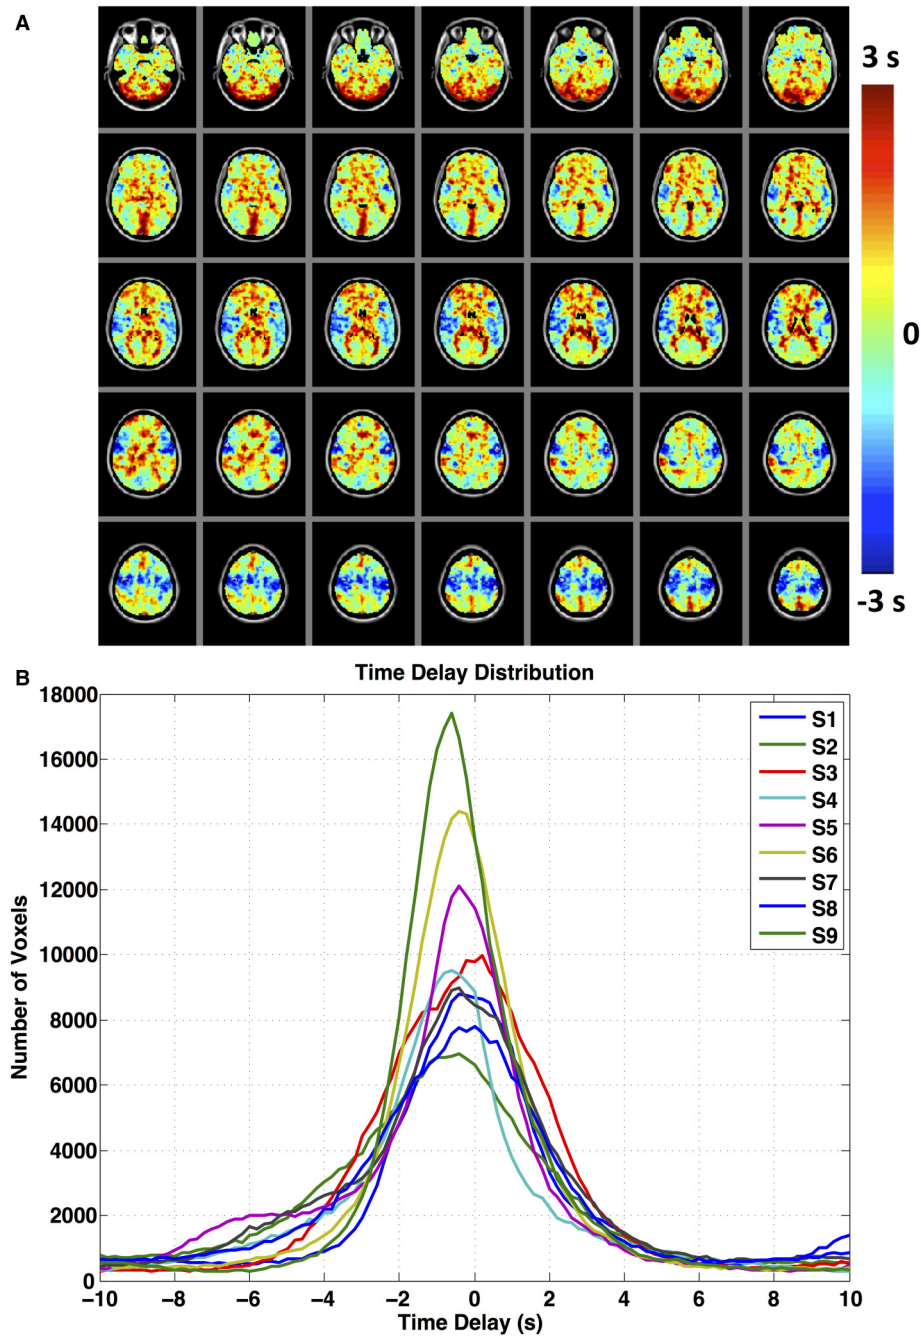 A
3 s
0
-3 s
B
Time Delay Distribution
18000
16000
14000
12000
10000
8000
6000
4000
2000
0
Number of Voxels
S1
S2
S3
S4
S5
S6
S7
S8
S9
−10 −8 −6 −4 −2 0 2 4 6 8 10
Time Delay (s)